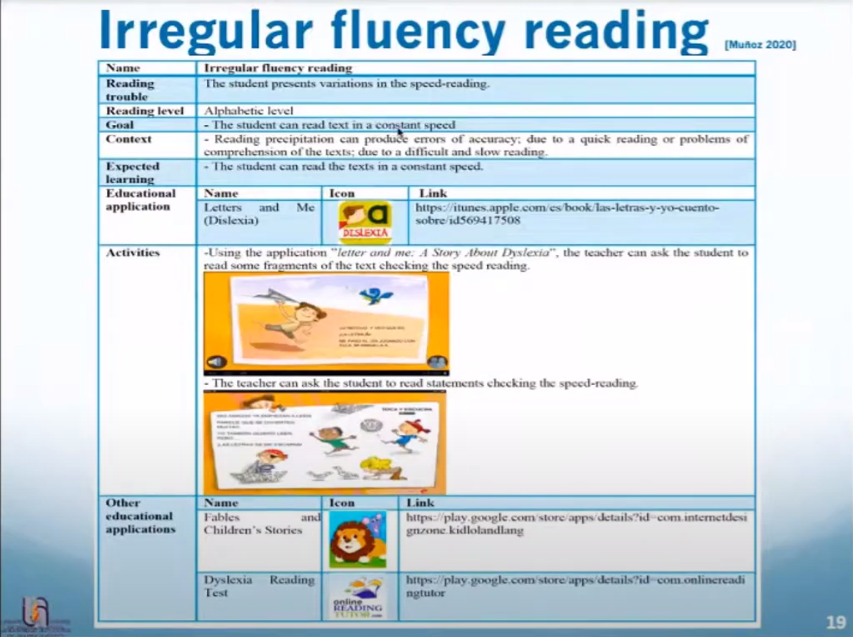 Irregular fluency reading [Muñoz 2020]
Name Irregular fluency reading
Reading trouble The student presents variations in the speed-reading.
Reading level Alphabetic level
Goal - The student can read text in a constant speed
Context - Reading precipitation can produce errors of accuracy; due to a quick reading or problems of
comprehension of the texts; due to a difficult and slow reading.
Expected learning - The student can read the texts in a constant speed.
Educational application Name Icon Link
Letters and Me (Dislexia) a DISLEXIA https://itunes.apple.com/es/book/las-letras-y-yo-cuento-
sobre/id569417508
Activities -Using the application "letter and me: A Story About Dyslexia", the teacher can ask the student to
read some fragments of the text checking the speed reading.
- The teacher can ask the student to read statements checking the speed-reading.
Other educational applications Name Icon Link
Fables and Children's Stories https://play.google.com/store/apps/details?id=com.internetdesi
gnzone.kidlolandlang
Dyslexia Reading Test online READING TUTOR.com https://play.google.com/store/apps/details?id=com.onlinereadi
ngtutor
19